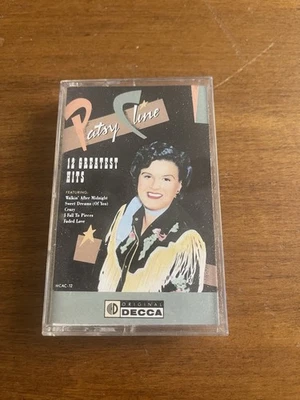 Patsy Cline
12 GREATEST
HITS
FEATURING:
Walkin' After Midnight
Sweet Dreams (Of You)
Crazy
I Fall To Pieces
Faded Love
MCAC-12
ORIGINAL
DECCA